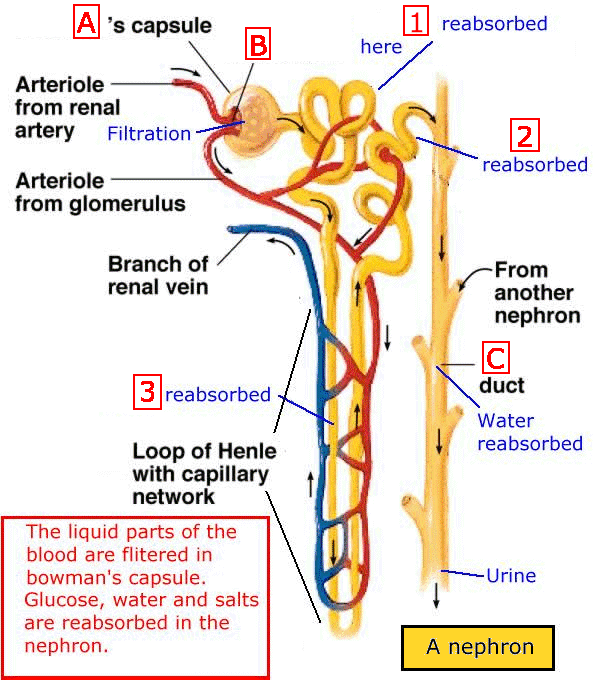 A 's capsule
B
1 reabsorbed
here
Arteriole
from renal
artery
Filtration
2
reabsorbed
Arteriole
from glomerulus
Branch of
renal vein
From
another
nephron
C
duct
3 reabsorbed
Water
reabsorbed
Loop of Henle
with capillary
network
The liquid parts of the
blood are flitered in
bowman's capsule.
Glucose, water and salts
are reabsorbed in the
nephron.
Urine
A nephron